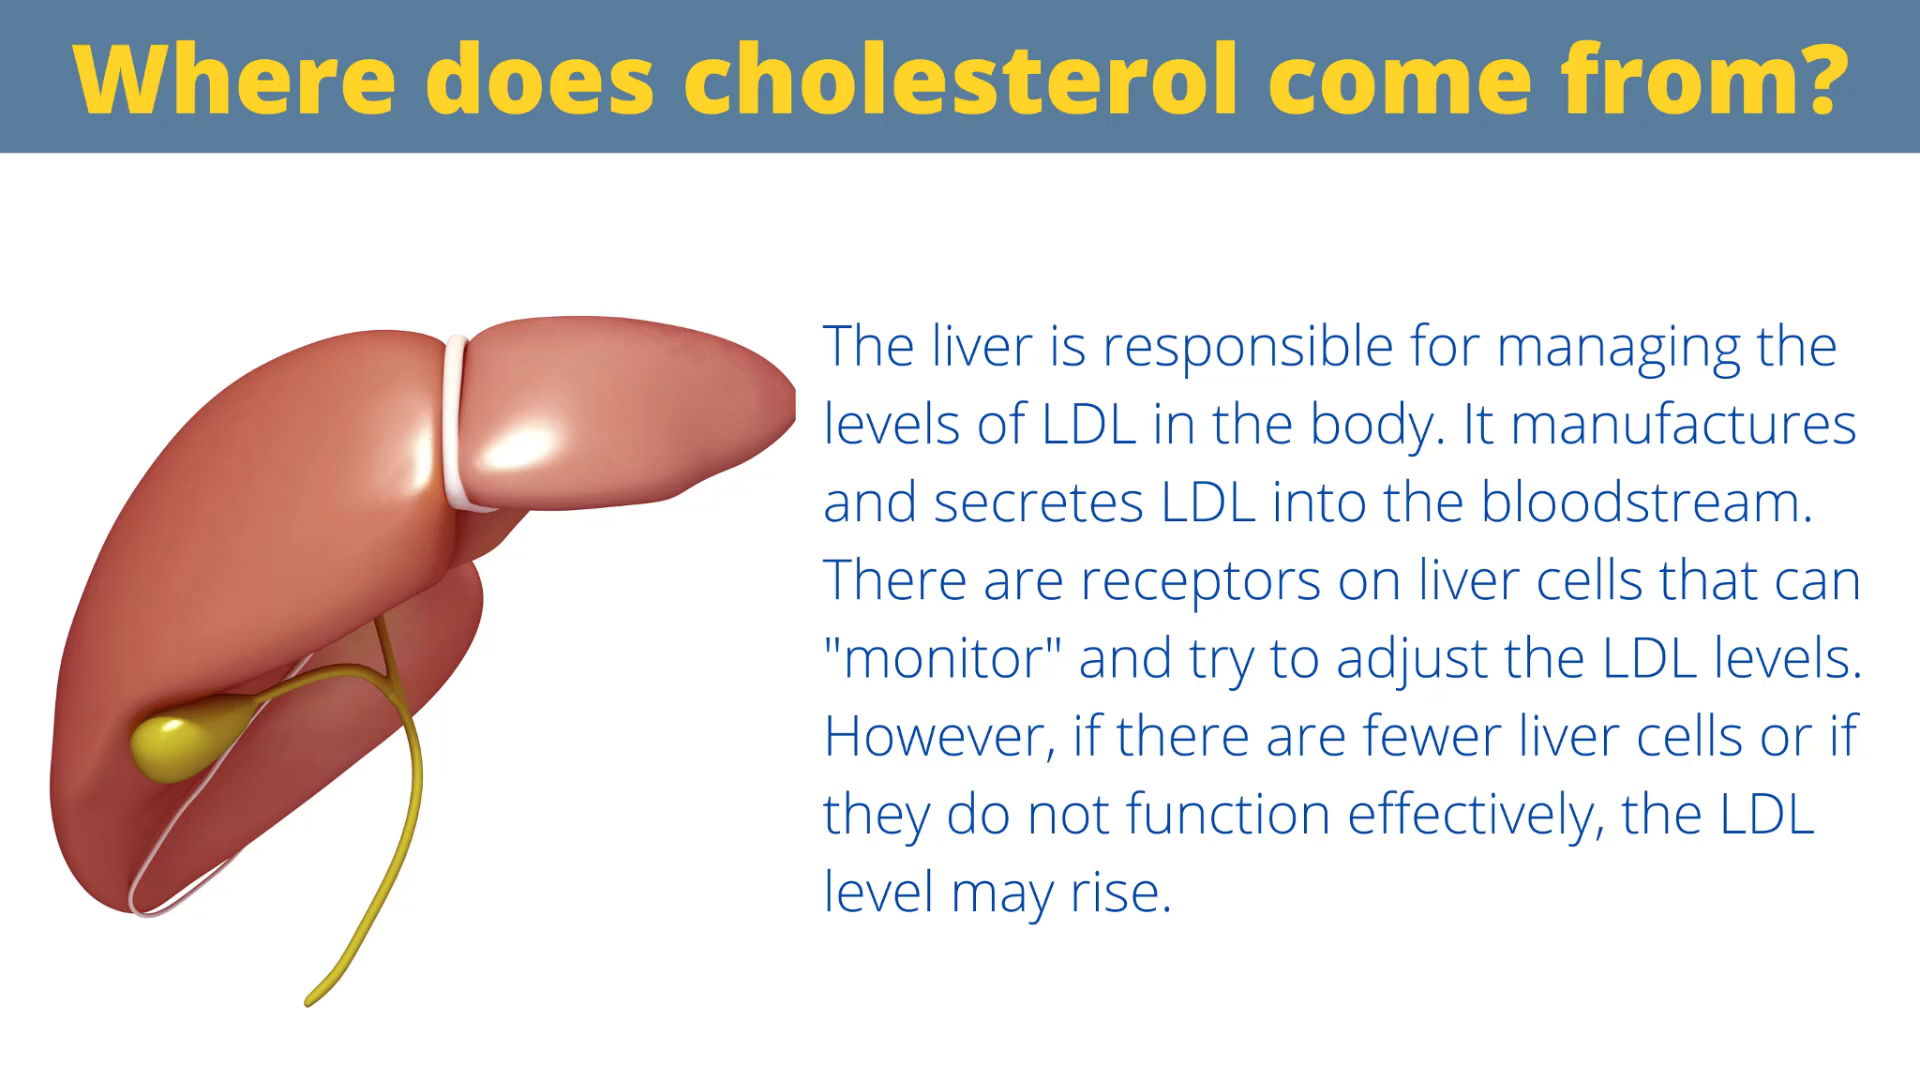 Where does cholesterol come from?
The liver is responsible for managing the
levels of LDL in the body. It manufactures
and secretes LDL into the bloodstream.
There are receptors on liver cells that can
"monitor" and try to adjust the LDL levels.
However, if there are fewer liver cells or if
they do not function effectively, the LDL
level may rise.